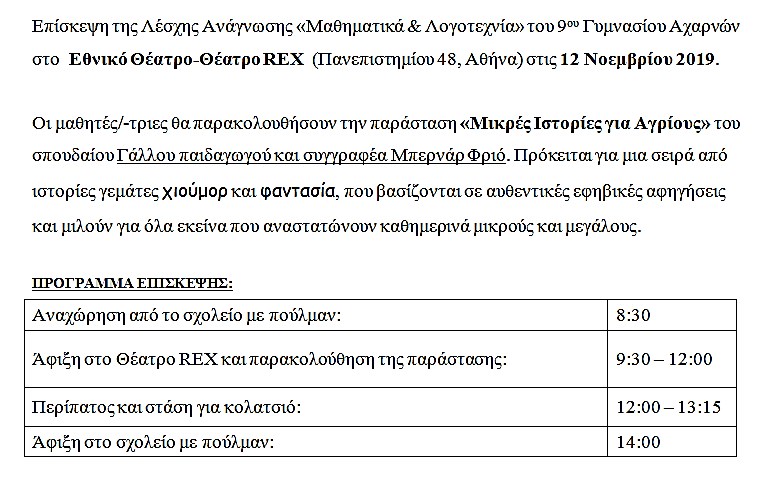 Επίσκεψη της Λέσχης Ανάγνωσης «Μαθηματικά & Λογοτεχνία» του 9ου Γυμνασίου Αχαρνών
στο Εθνικό Θέατρο-Θέατρο REX (Πανεπιστημίου 48, Αθήνα) στις 12 Νοεμβρίου 2019.
Οι μαθητές/-τριες θα παρακολουθήσουν την παράσταση «Μικρές Ιστορίες για Αγρίους» του
σπουδαίου Γάλλου παιδαγωγού και συγγραφέα Μπερνάρ Φριό. Πρόκειται για μια σειρά από
ιστορίες γεμάτες χιούμορ και φαντασία, που βασίζονται σε αυθεντικές εφηβικές αφηγήσεις
και μιλούν για όλα εκείνα που αναστατώνουν καθημερινά μικρούς και μεγάλους.
ΠΡΟΓΡΑΜΜΑ ΕΠΙΣΚΕΨΗΣ:
Αναχώρηση από το σχολείο με πούλμαν: 8:30
Άφιξη στο Θέατρο REX και παρακολούθηση της παράστασης: 9:30 – 12:00
Περίπατος και στάση για κολατσιό: 12:00 – 13:15
Άφιξη στο σχολείο με πούλμαν: 14:00